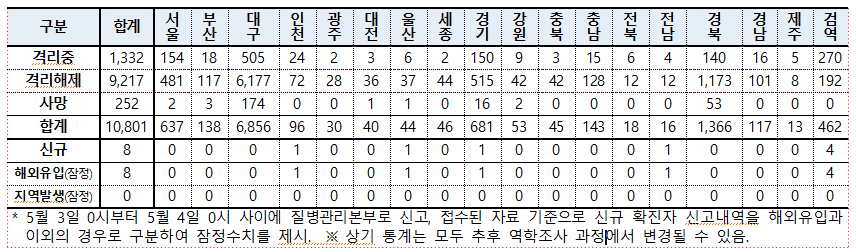 구분 합계 서울 부산 대구 인천 광주 대전 울산 세종 경기 강원 충북 충남 전북 전남 경북 경남 제주 검역
격리중 1,332 154 18 505 24 2 3 6 2 150 9 3 15 6 4 140 16 5 270
격리해제 9,217 481 117 6,177 72 28 36 37 44 515 42 42 128 12 12 1,173 101 8 192
사망 252 2 3 174 0 0 1 1 0 16 2 0 0 0 0 53 0 0 0
합계 10,801 637 138 6,856 96 30 40 44 46 681 53 45 143 18 16 1,366 117 13 462
신규 8 0 0 0 1 0 0 1 0 1 0 0 0 0 1 0 0 0 4
해외유입(잠정) 8 0 0 0 1 0 0 1 0 1 0 0 0 0 1 0 0 0 4
지역발생(잠정) 0 0 0 0 0 0 0 0 0 0 0 0 0 0 0 0 0 0 0
* 5월 3일 0시부터 5월 4일 0시 사이에 질병관리본부로 신고, 접수된 자료 기준으로 신규 확진자 신고내역을 해외유입과
이외의 경우로 구분하여 잠정수치를 제시. ※ 상기 통계는 모두 추후 역학조사 과정에서 변경될 수 있음.